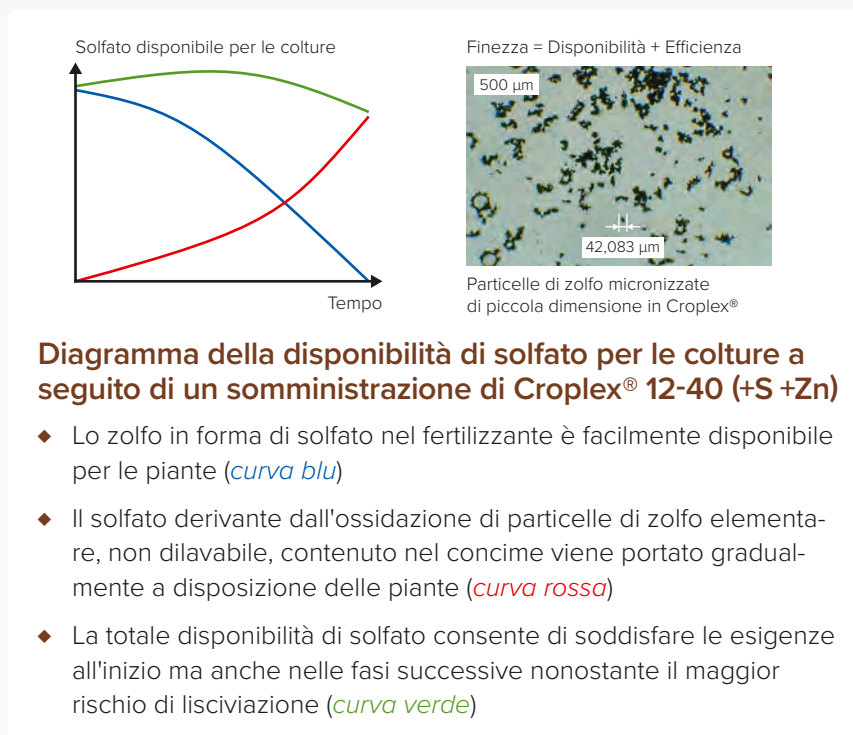 Solfato disponibile per le colture
Tempo
Finezza = Disponibilità + Efficienza
500 µm
42,083 µm
Particelle di zolfo micronizzate
di piccola dimensione in Croplex®
Diagramma della disponibilità di solfato per le colture a
seguito di un somministrazione di Croplex® 12-40 (+S +Zn)
◆ Lo zolfo in forma di solfato nel fertilizzante è facilmente disponibile
per le piante (curva blu)
◆ Il solfato derivante dall'ossidazione di particelle di zolfo elementa-
re, non dilavabile, contenuto nel concime viene portato gradual-
mente a disposizione delle piante (curva rossa)
◆ La totale disponibilità di solfato consente di soddisfare le esigenze
all'inizio ma anche nelle fasi successive nonostante il maggior
rischio di lisciviazione (curva verde)